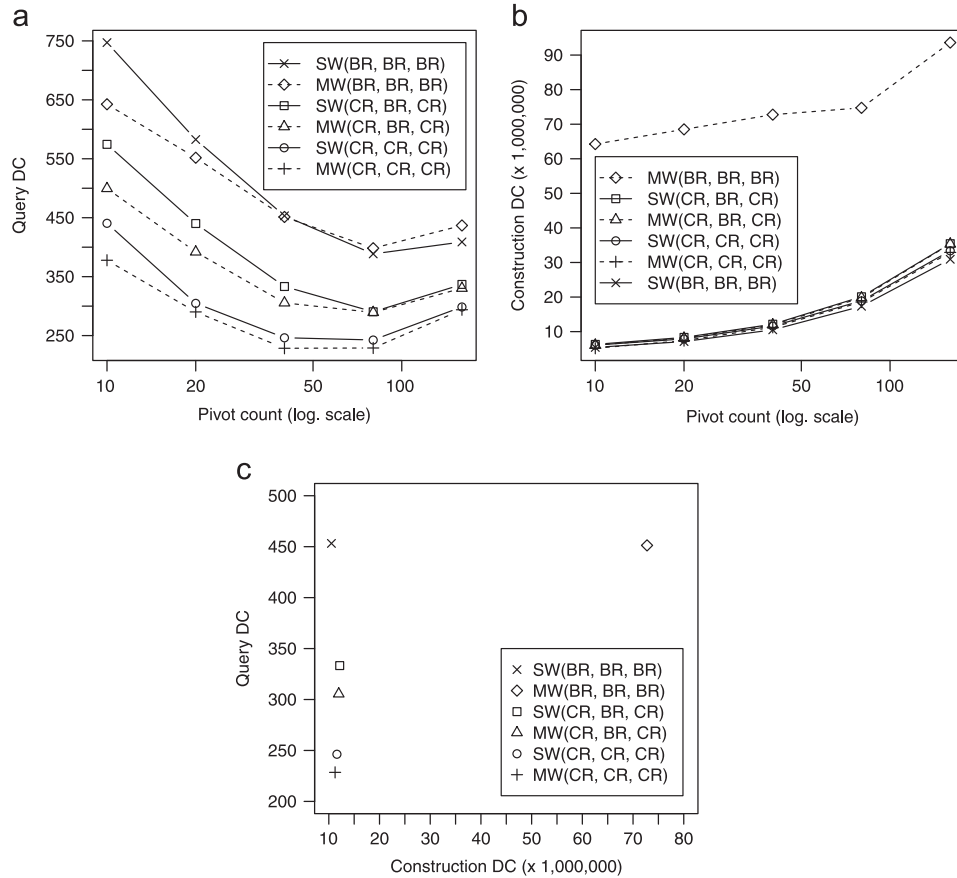 a
Query DC
750
650
550
450
350
250
SW(BR, BR, BR)
MW(BR, BR, BR)
SW(CR, BR, CR)
MW(CR, BR, CR)
SW(CR, CR, CR)
MW(CR, CR, CR)
10 20 50 100
Pivot count (log. scale)
b
Construction DC (x 1,000,000)
90
80
70
60
50
40
30
20
10
MW(BR, BR, BR)
SW(CR, BR, CR)
MW(CR, BR, CR)
SW(CR, CR, CR)
MW(CR, CR, CR)
SW(BR, BR, BR)
10 20 50 100
Pivot count (log. scale)
c
Query DC
500
450
400
350
300
250
200
SW(BR, BR, BR)
MW(BR, BR, BR)
SW(CR, BR, CR)
MW(CR, BR, CR)
SW(CR, CR, CR)
MW(CR, CR, CR)
10 20 30 40 50 60 70 80
Construction DC (x 1,000,000)